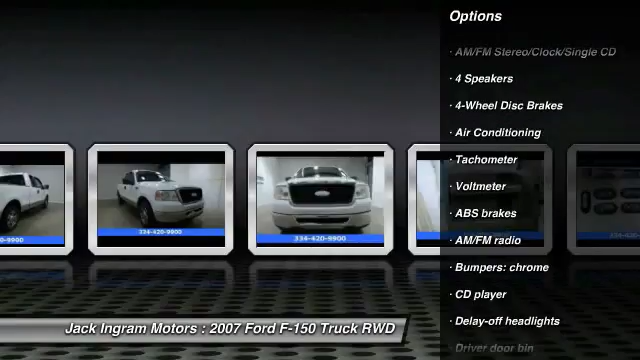 Options
· AM/FM Stereo/Clock/Single CD
· 4 Speakers
· 4-Wheel Disc Brakes
· Air Conditioning
· Tachometer
· Voltmeter
· ABS brakes
· AM/FM radio
· Bumpers: chrome
· CD player
· Delay-off headlights
· Driver door bin
0-9900
334-420-9900
334-420-9900
Jack Ingram Motors : 2007 Ford F-150 Truck RWD